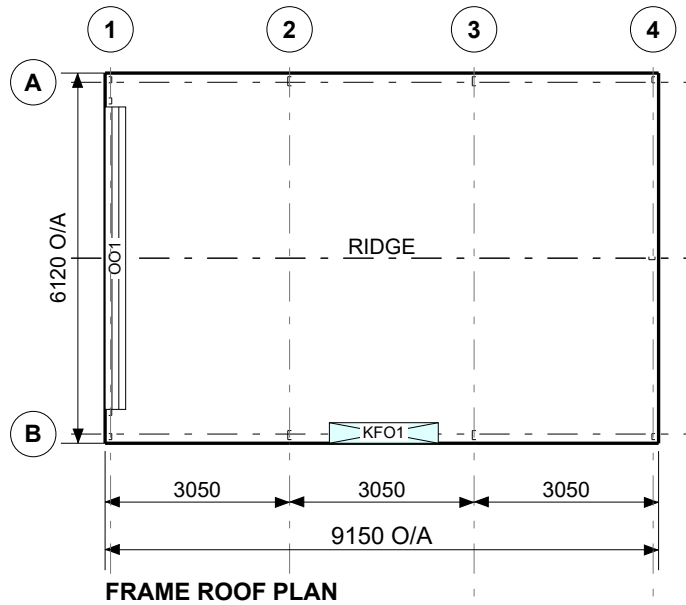 1 2 3 4
A
6120 O/A
OO1
RIDGE
B
KFO1
3050 3050 3050
9150 O/A
FRAME ROOF PLAN